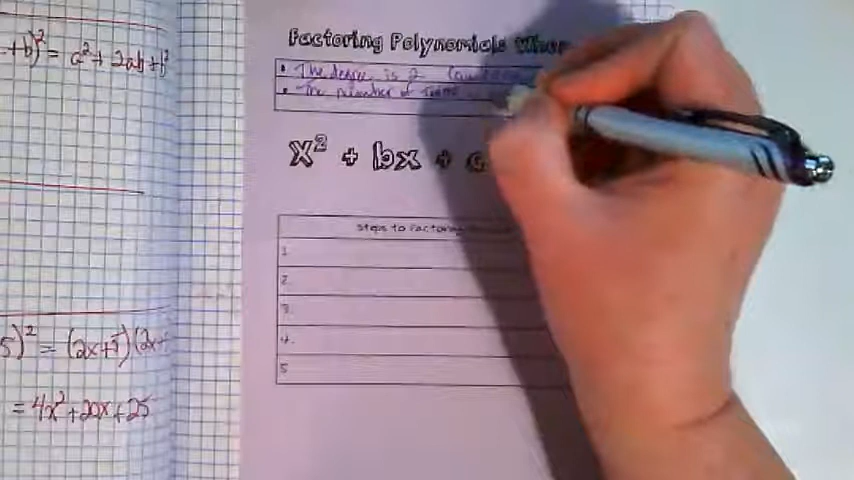 +b)² = a² + 2ab + b²
5)² = (2x+5)(2x+
= 4x² + 20x + 25
Factoring Polynomials When
• The degree is 2
• The number of terms
x² + bx + c
Steps to Factoring
1.
2.
3.
4.
5